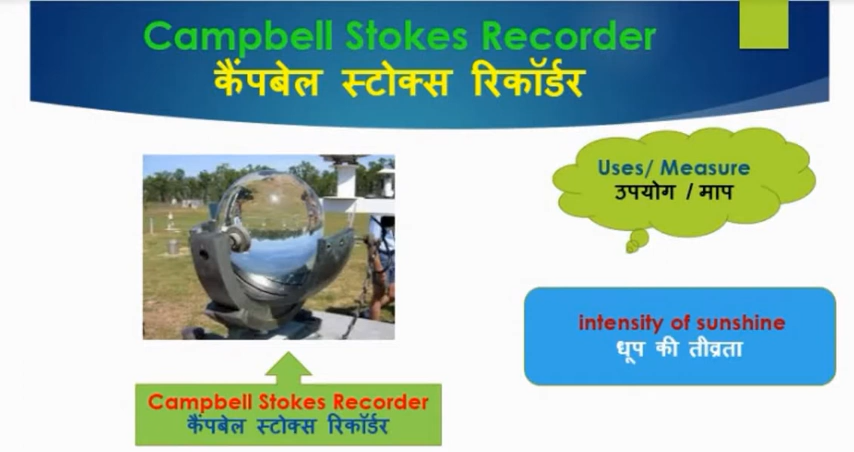 Campbell Stokes Recorder
कैंपबेल स्टोक्स रिकॉर्डर
Uses/ Measure
उपयोग / माप
intensity of sunshine
धूप की तीव्रता
Campbell Stokes Recorder
कैंपबेल स्टोक्स रिकॉर्डर